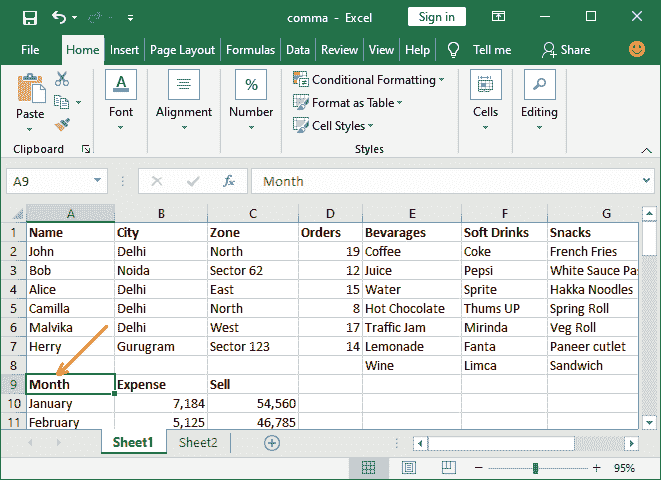 comma - Excel
Sign in
File Home Insert Page Layout Formulas Data Review View Help Tell me Share
Paste
Clipboard
A
Font
Alignment
%
Number
Conditional Formatting
Format as Table
Cell Styles
Styles
Cells
Editing
A9 fx Month
A B C D E F G
1 Name City Zone Orders Bevarages Soft Drinks Snacks
2 John Delhi North 19 Coffee Coke French Fries
3 Bob Noida Sector 62 12 Juice Pepsi White Sauce Pas
4 Alice Delhi East 15 Water Sprite Hakka Noodles
5 Camilla Delhi North 8 Hot Chocolate Thums UP Spring Roll
6 Malvika Delhi West 17 Traffic Jam Mirinda Veg Roll
7 Herry Gurugram Sector 123 14 Lemonade Fanta Paneer cutlet
8 Wine Limca Sandwich
9 Month Expense Sell
10 January 7,184 54,560
11 February 5,125 46,785
Sheet1 Sheet2
95%